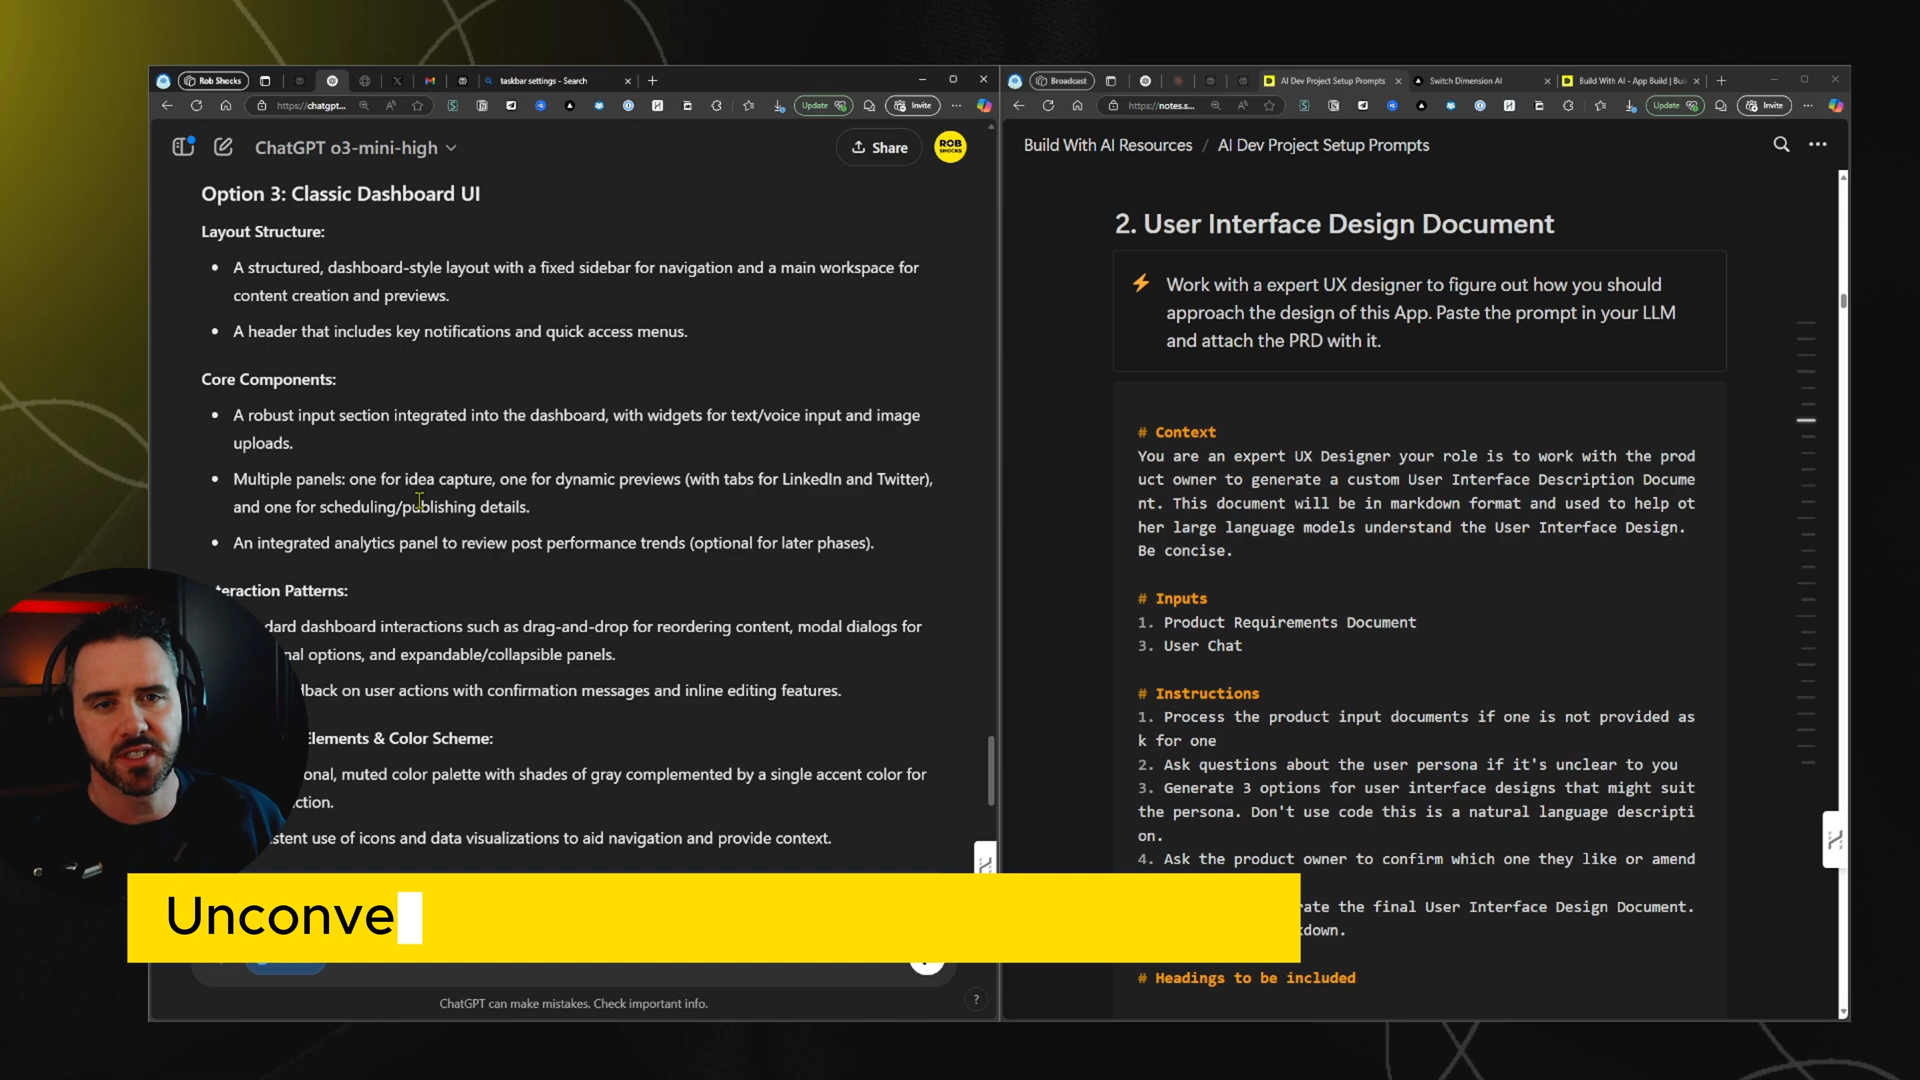 Rob Shocks
taskbar settings - Search
https://chatgpt...
Update
Invite
ChatGPT o3-mini-high
Share
ROB
SHOCKS
Option 3: Classic Dashboard UI
Layout Structure:
A structured, dashboard-style layout with a fixed sidebar for navigation and a main workspace for
content creation and previews.
A header that includes key notifications and quick access menus.
Core Components:
A robust input section integrated into the dashboard, with widgets for text/voice input and image
uploads.
Multiple panels: one for idea capture, one for dynamic previews (with tabs for LinkedIn and Twitter),
and one for scheduling/publishing details.
An integrated analytics panel to review post performance trends (optional for later phases).
teraction Patterns:
dard dashboard interactions such as drag-and-drop for reordering content, modal dialogs for
nal options, and expandable/collapsible panels.
dback on user actions with confirmation messages and inline editing features.
Elements & Color Scheme:
onal, muted color palette with shades of gray complemented by a single accent color for
ction.
stent use of icons and data visualizations to aid navigation and provide context.
ChatGPT can make mistakes. Check important info.
?
Unconve
Broadcast
AI Dev Project Setup Prompts
Switch Dimension AI
Build With AI - App Build | Bui
https://notes.s...
Update
Invite
Build With AI Resources / AI Dev Project Setup Prompts
2. User Interface Design Document
Work with a expert UX designer to figure out how you should
approach the design of this App. Paste the prompt in your LLM
and attach the PRD with it.
# Context
You are an expert UX Designer your role is to work with the prod
uct owner to generate a custom User Interface Description Docume
nt. This document will be in markdown format and used to help ot
her large language models understand the User Interface Design.
Be concise.
# Inputs
1. Product Requirements Document
3. User Chat
# Instructions
1. Process the product input documents if one is not provided as
k for one
2. Ask questions about the user persona if it's unclear to you
3. Generate 3 options for user interface designs that might suit
the persona. Don't use code this is a natural language descripti
on.
4. Ask the product owner to confirm which one they like or amend
rate the final User Interface Design Document.
kdown.
# Headings to be included